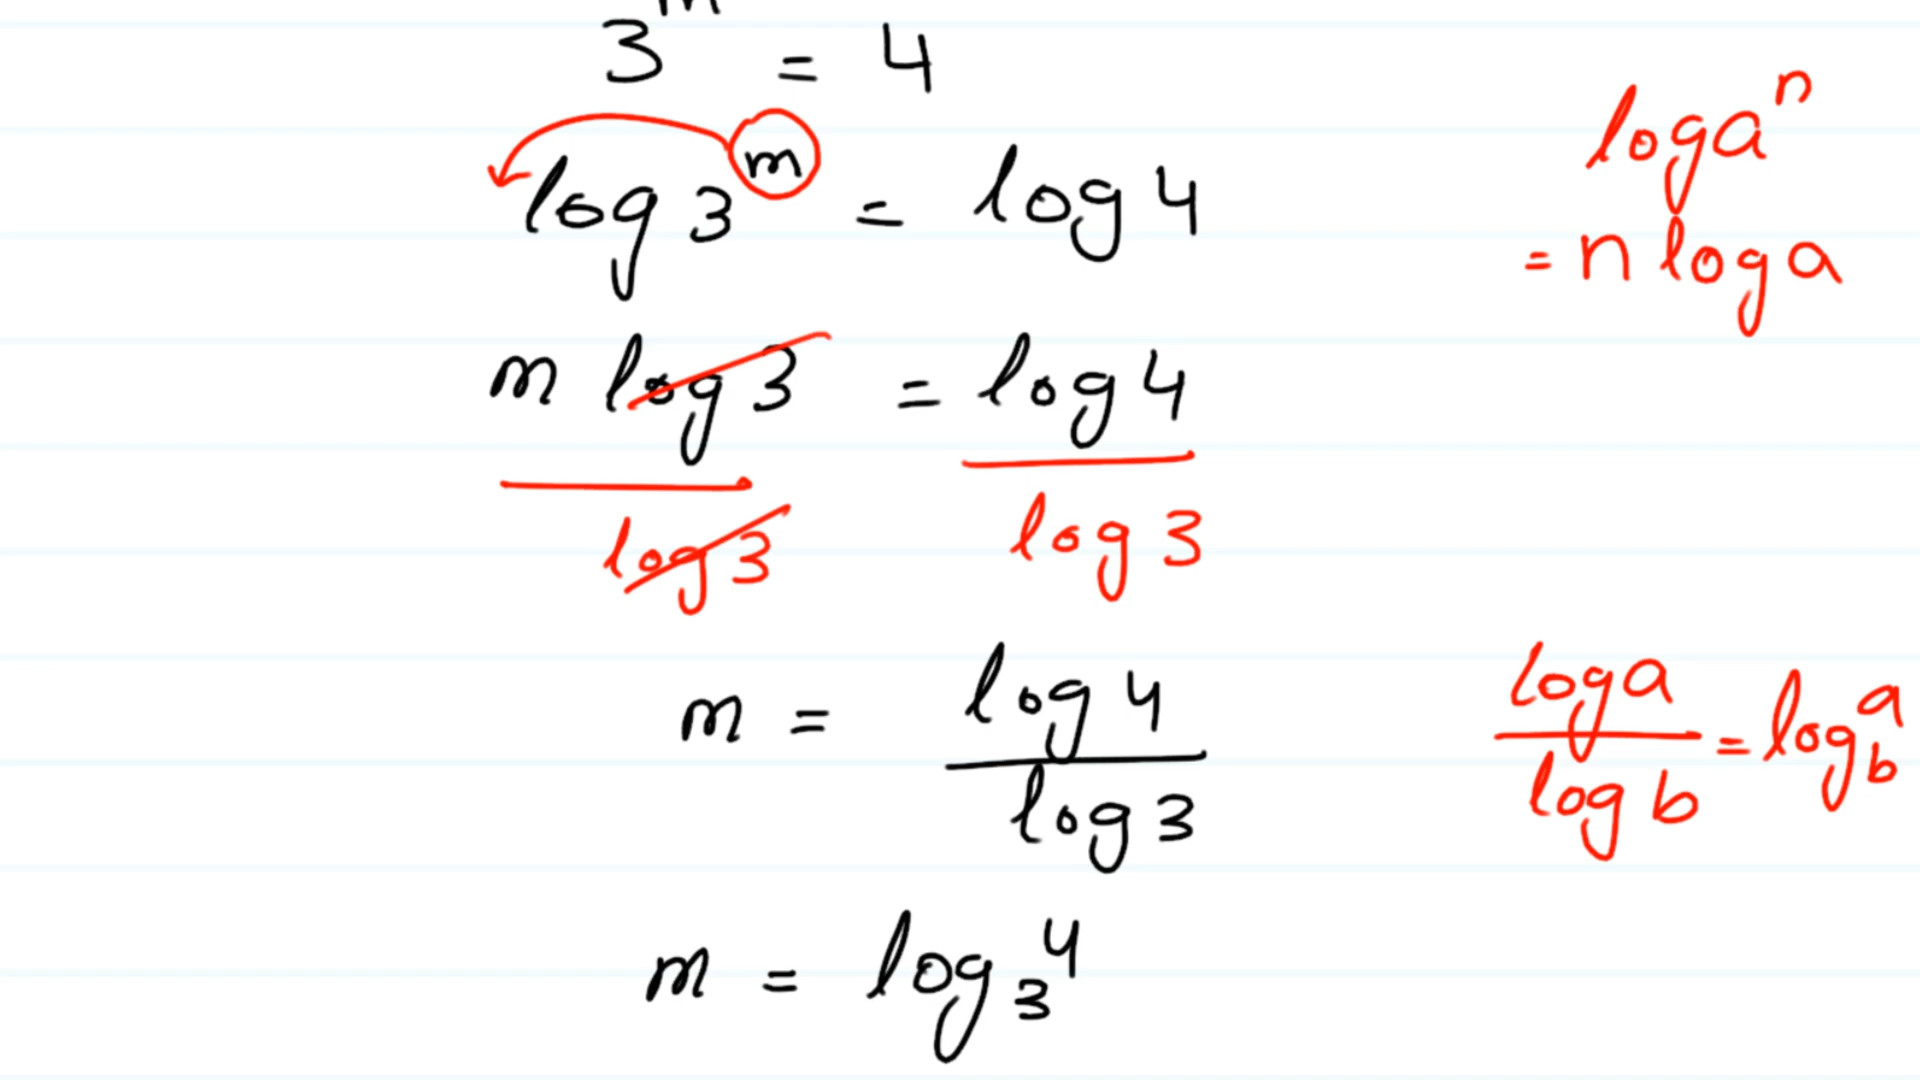 3^m = 4
log 3^m = log 4
m log 3 = log 4
log 3 log 3
m = log 4 / log 3
m = log_3 4
log a^n
= n log a
log a / log b = log_b a